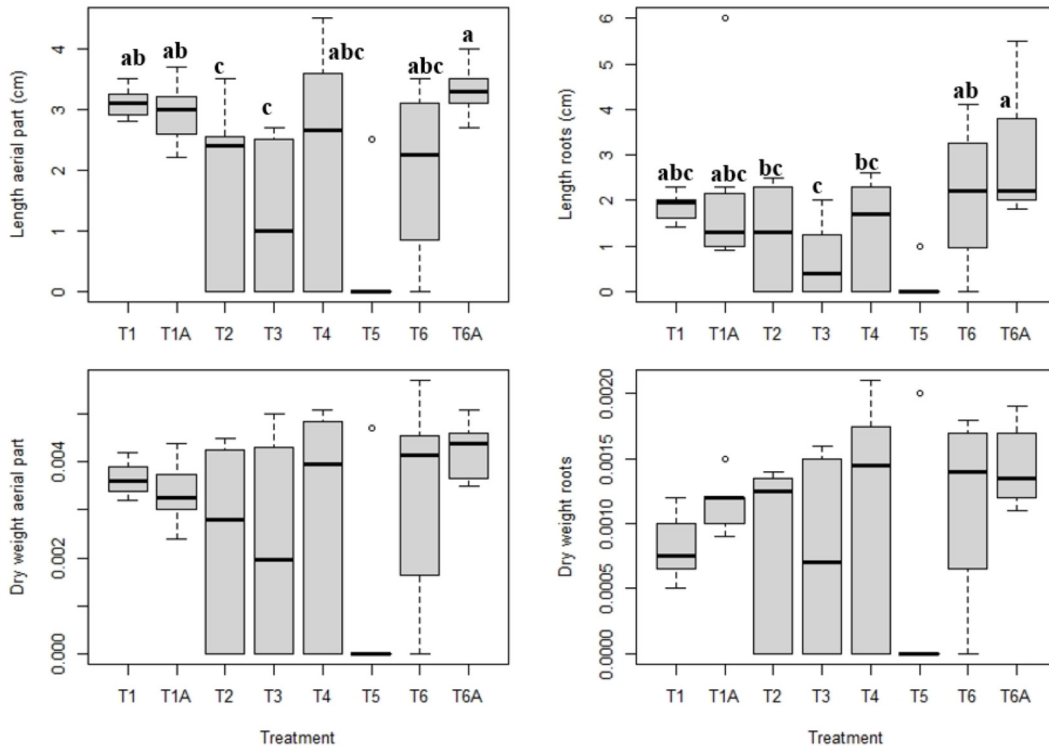 Length aerial part (cm)
4
3
2
1
0
ab
ab
c
c
abc
abc
a
T1 T1A T2 T3 T4 T5 T6 T6A
Length roots (cm)
6
5
4
3
2
1
0
abc
abc
bc
c
bc
ab
a
T1 T1A T2 T3 T4 T5 T6 T6A
Dry weight aerial part
0.004
0.002
0.000
T1 T1A T2 T3 T4 T5 T6 T6A
Treatment
Dry weight roots
0.0020
0.0015
0.0010
0.0005
0.0000
T1 T1A T2 T3 T4 T5 T6 T6A
Treatment